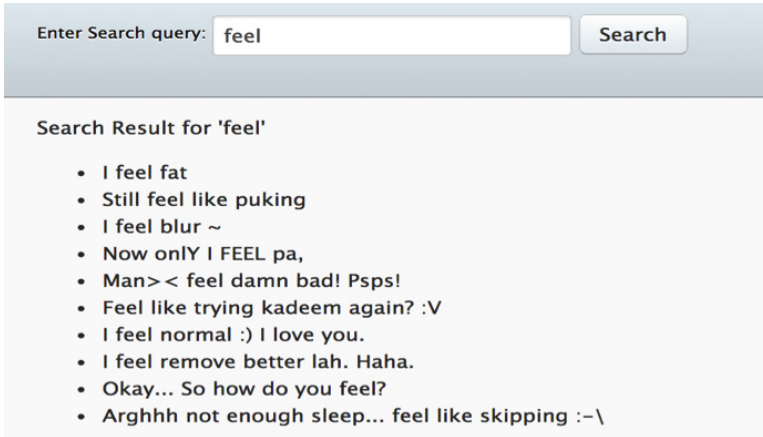 Enter Search query: feel Search
Search Result for 'feel'
• I feel fat
• Still feel like puking
• I feel blur ~
• Now onlY I FEEL pa,
• Man>< feel damn bad! Psps!
• Feel like trying kadeem again? :V
• I feel normal :) I love you.
• I feel remove better lah. Haha.
• Okay... So how do you feel?
• Arghhh not enough sleep... feel like skipping :-\